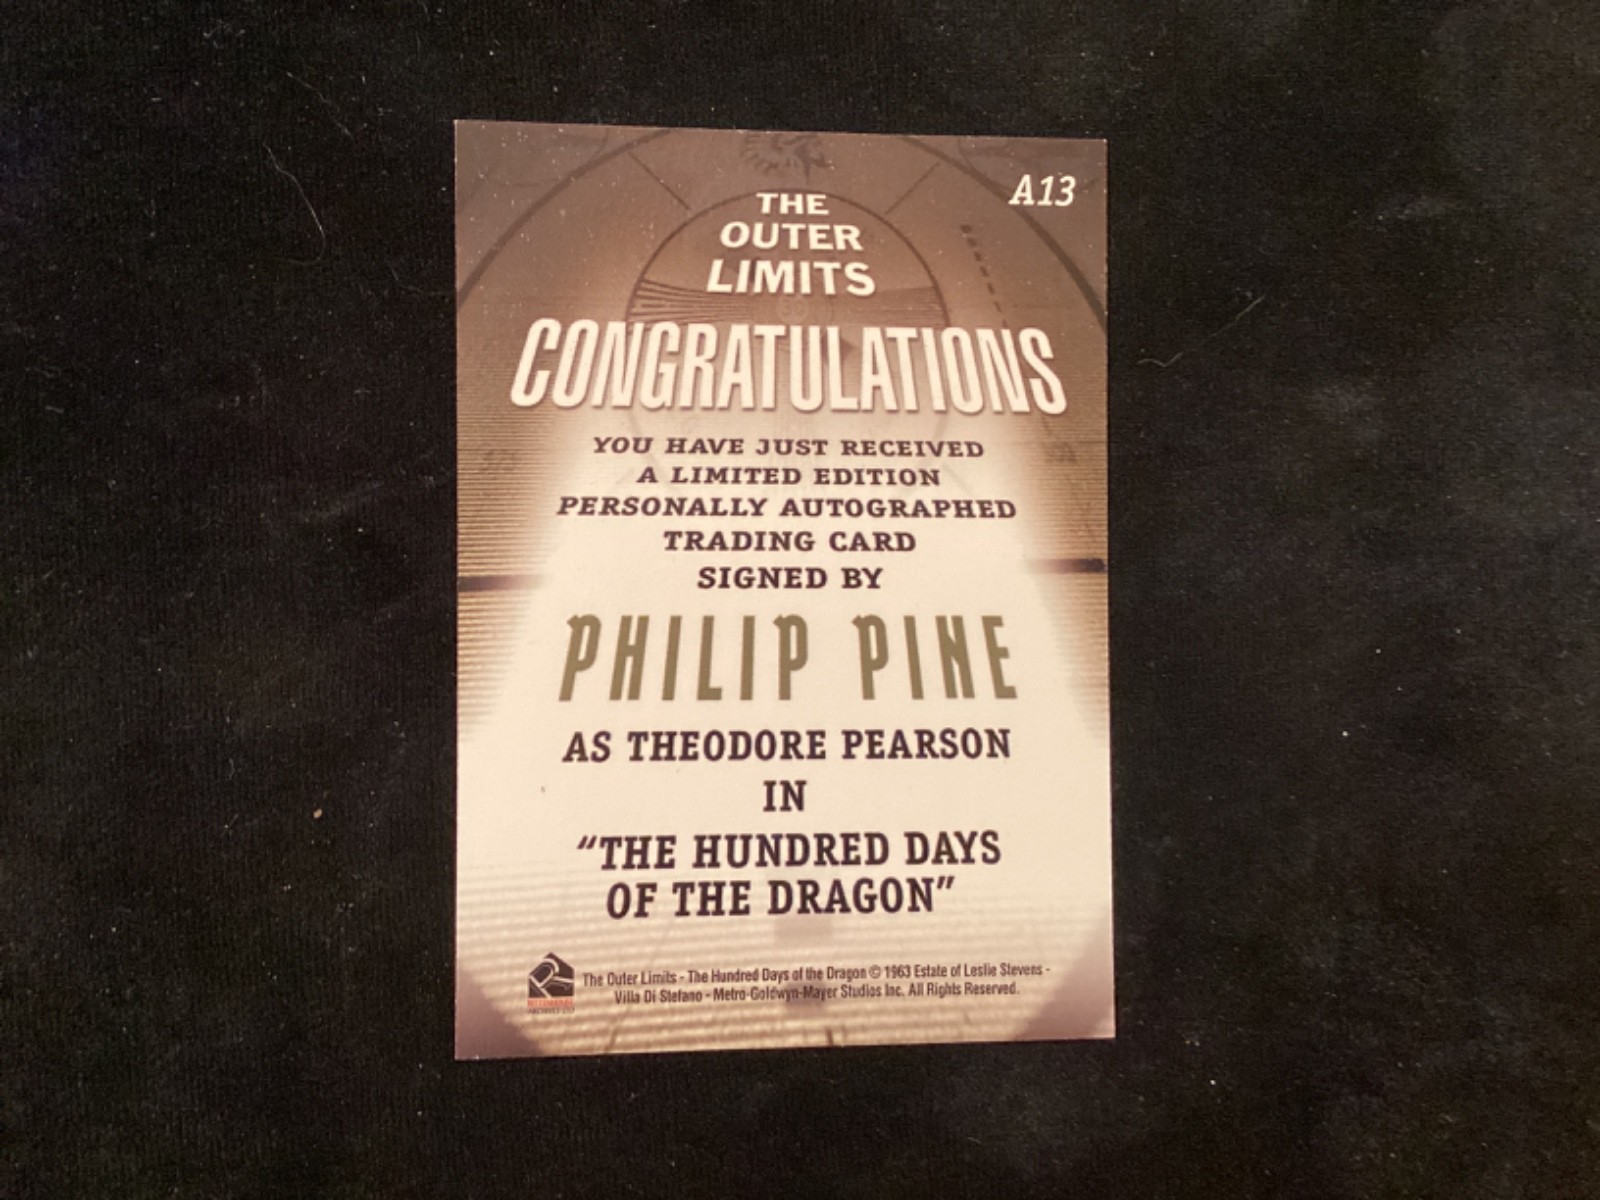 A13
THE
OUTER
LIMITS
CONGRATULATIONS
YOU HAVE JUST RECEIVED
A LIMITED EDITION
PERSONALLY AUTOGRAPHED
TRADING CARD
SIGNED BY
PHILIP PINE
AS THEODORE PEARSON
IN
“THE HUNDRED DAYS
OF THE DRAGON”
The Outer Limits - The Hundred Days of the Dragon © 1963 Estate of Leslie Stevens -
Villa Di Stefano - Metro-Goldwyn-Mayer Studios Inc. All Rights Reserved.